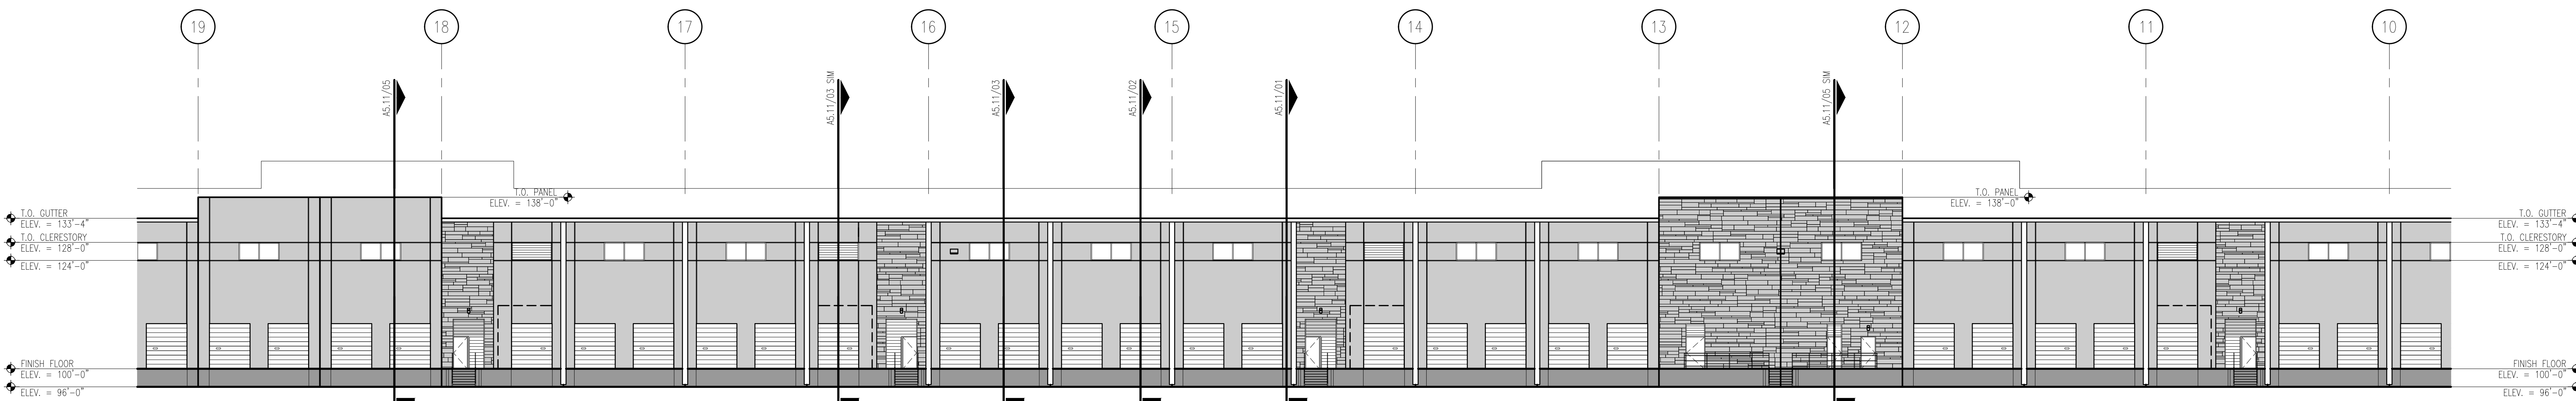 19
18
17
16
15
14
13
12
11
10
A5.11/05
A5.11/03 SIM
A5.11/03
A5.11/02
A5.11/01
A5.11/05 SIM
T.O. PANEL
ELEV. = 138'-0"
T.O. PANEL
ELEV. = 138'-0"
T.O. GUTTER
ELEV. = 133'-4"
T.O. CLERESTORY
ELEV. = 128'-0"
ELEV. = 124'-0"
FINISH FLOOR
ELEV. = 100'-0"
ELEV. = 96'-0"
T.O. GUTTER
ELEV. = 133'-4"
T.O. CLERESTORY
ELEV. = 128'-0"
ELEV. = 124'-0"
FINISH FLOOR
ELEV. = 100'-0"
ELEV. = 96'-0"